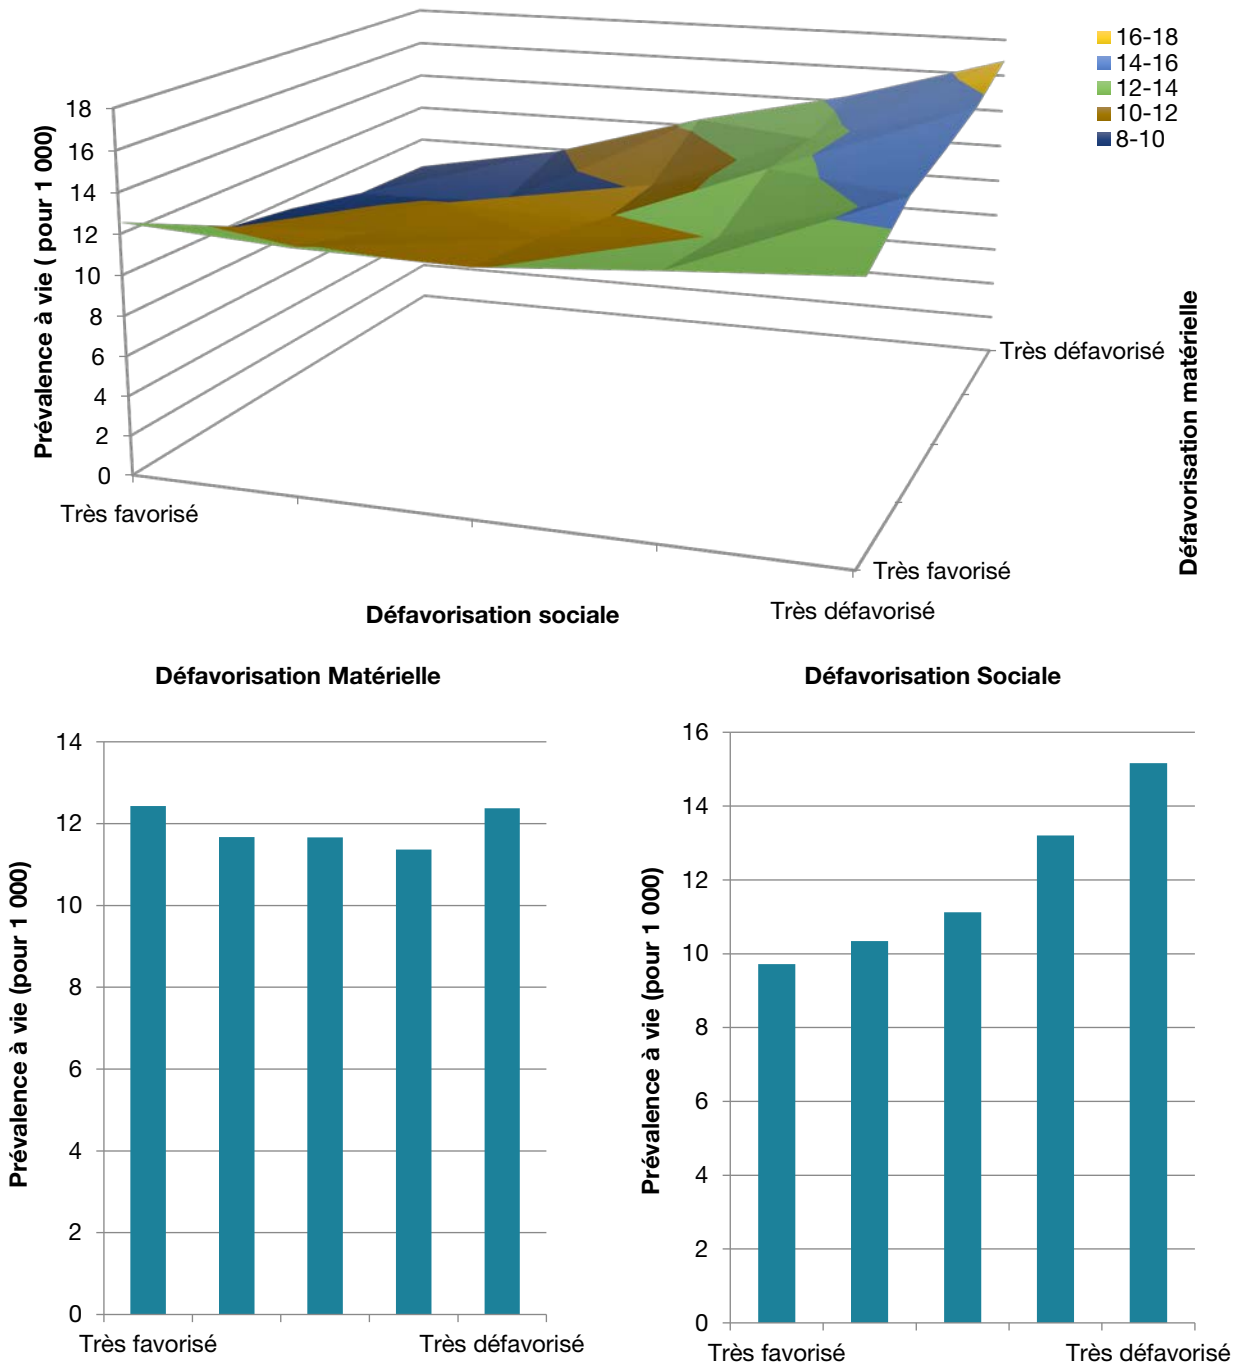 16-18
14-16
12-14
10-12
8-10
Prévalence à vie ( pour 1 000)
18
16
14
12
10
8
6
4
2
0
Très favorisé
Très défavorisé
Très favorisé
Défavorisation matérielle
Défavorisation sociale
Très défavorisé
Défavorisation Matérielle
Prévalence à vie (pour 1 000)
14
12
10
8
6
4
2
0
Très favorisé
Très défavorisé
Défavorisation Sociale
Prévalence à vie (pour 1 000)
16
14
12
10
8
6
4
2
0
Très favorisé
Très défavorisé